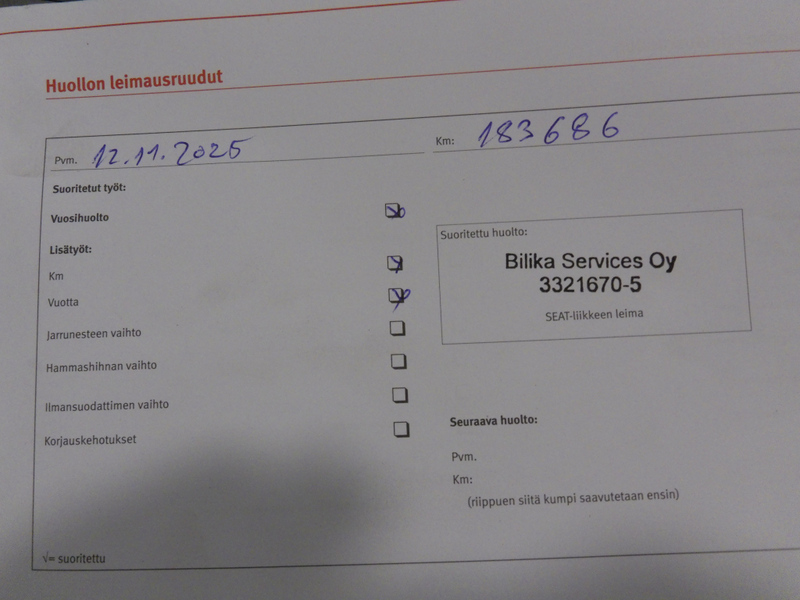 Huollon leimausruudut
Pvm. 12.11.2025
Km: 183686
Suoritetut työt:
Vuosihuolto
Lisätyöt:
Km
Vuotta
Jarrunesteen vaihto
Hammashihnan vaihto
Ilmansuodattimen vaihto
Korjauskehotukset
√= suoritettu
Suoritettu huolto:
Bilika Services Oy
3321670-5
SEAT-liikkeen leima
Seuraava huolto:
Pvm.
Km:
(riippuen siitä kumpi saavutetaan ensin)